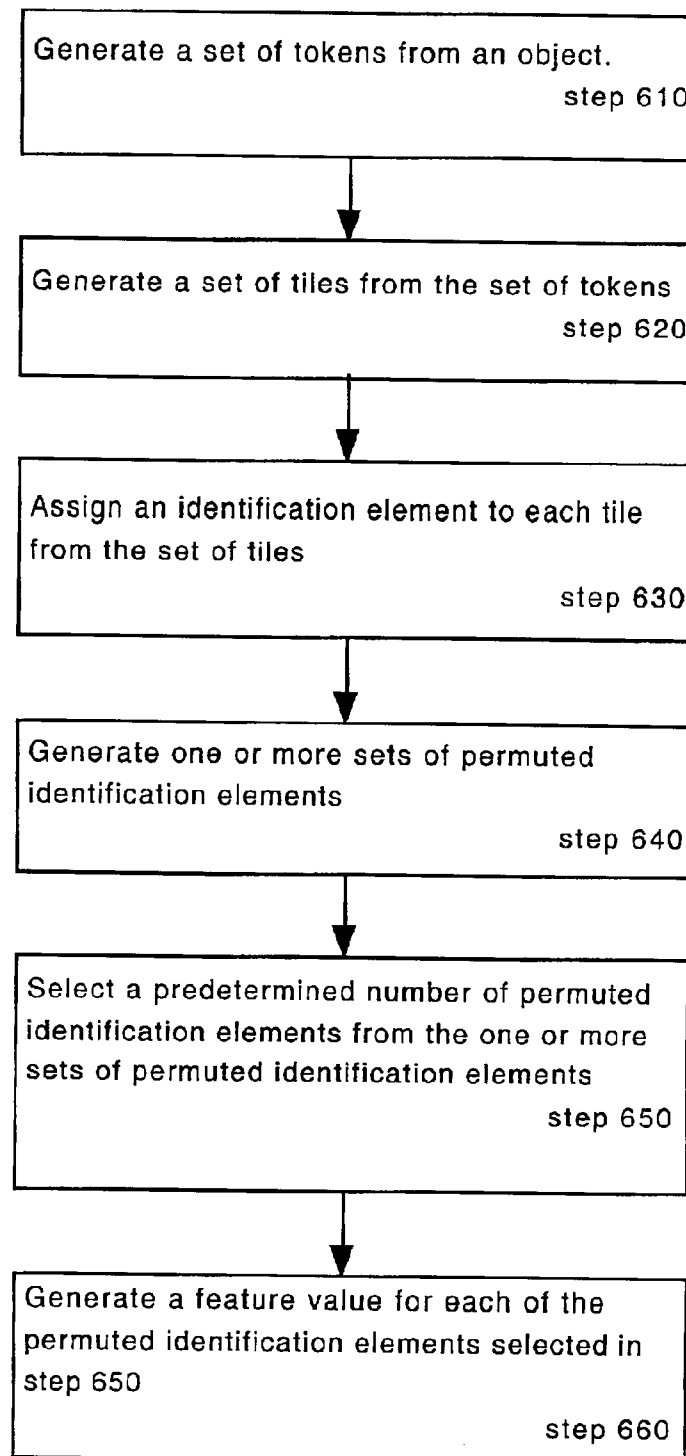 Generate a set of tokens from an object.
step 610
Generate a set of tiles from the set of tokens
step 620
Assign an identification element to each tile
from the set of tiles
step 630
Generate one or more sets of permuted
identification elements
step 640
Select a predetermined number of permuted
identification elements from the one or more
sets of permuted identification elements
step 650
Generate a feature value for each of the
permuted identification elements selected in
step 650
step 660